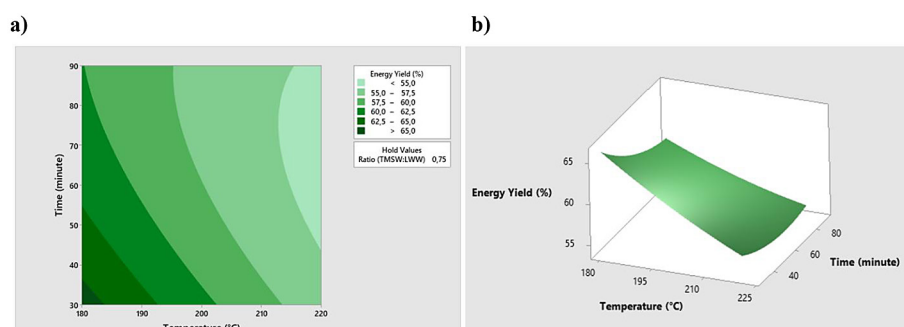 a)
b)
90
80
70
60
50
40
30
Time (minute)
180
190
200
210
220
Temperature (°C)
Energy Yield (%)
< 55,0
55,0 – 57,5
57,5 – 60,0
60,0 – 62,5
62,5 – 65,0
> 65,0
Hold Values
Ratio (TMSW:LWW) 0,75
Energy Yield (%)
65
60
55
180
195
210
225
Temperature (°C)
40
60
80
Time (minute)